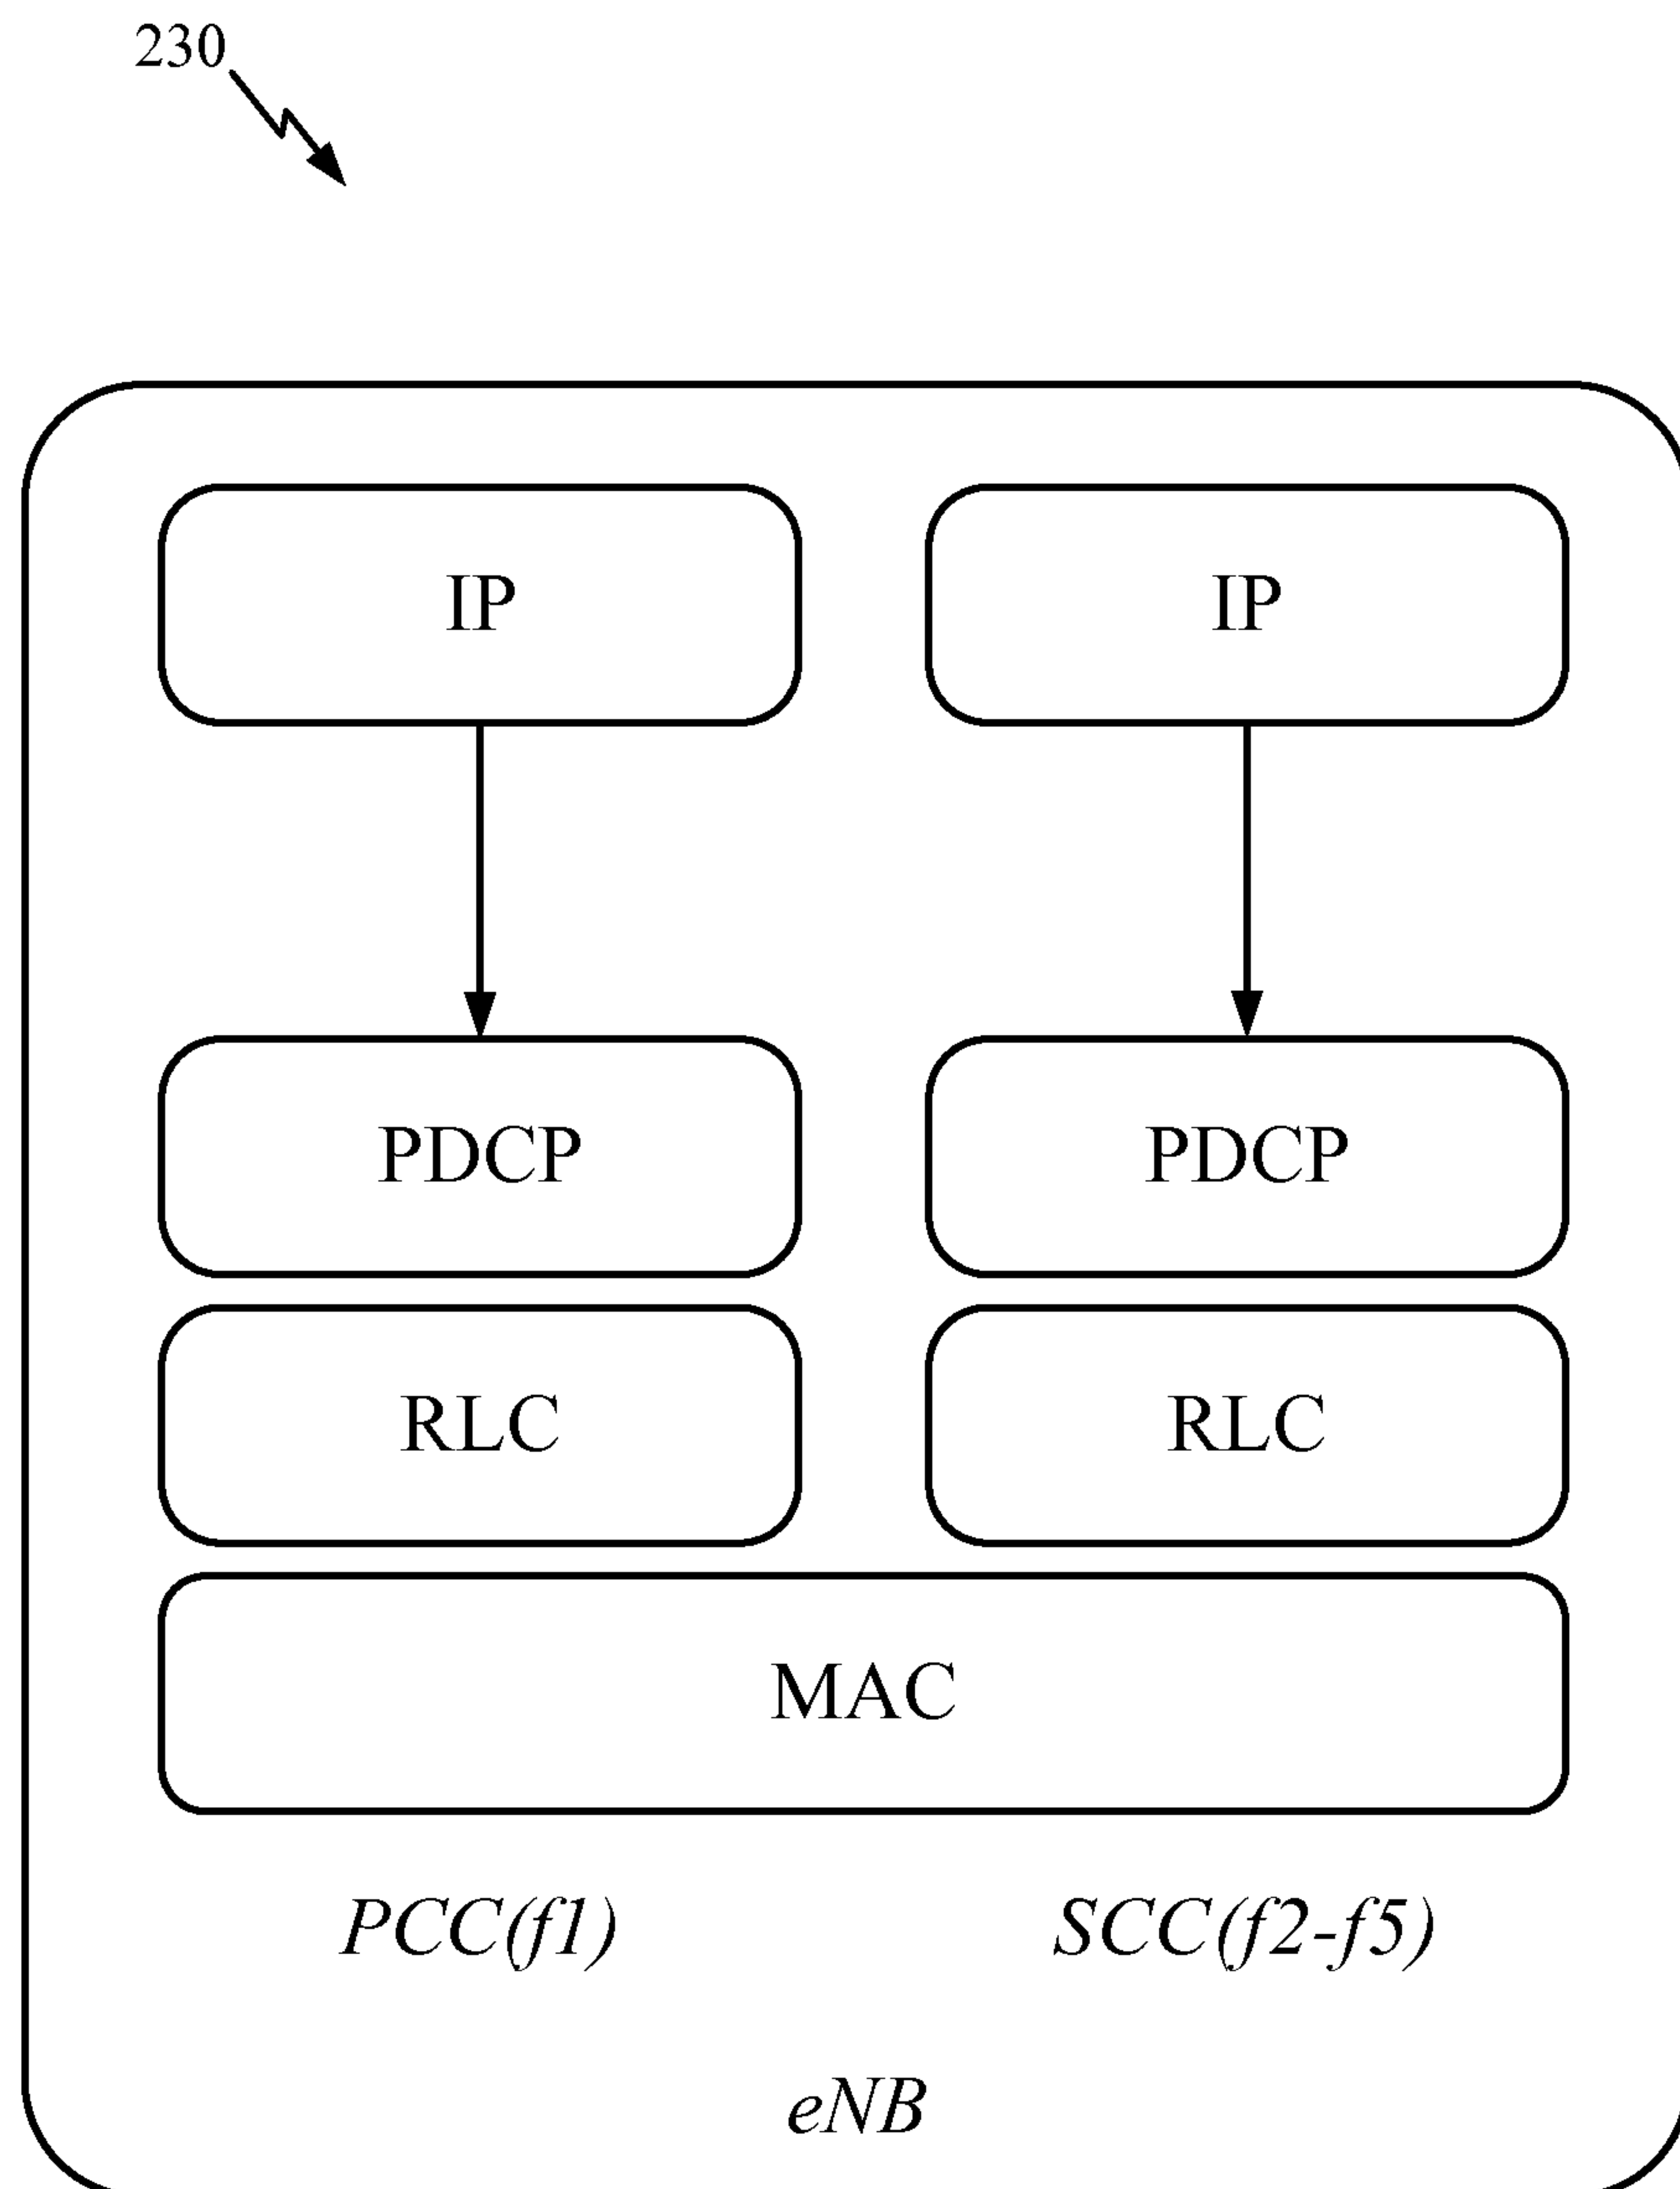 230
IP IP
PDCP PDCP
RLC RLC
MAC
PCC(f1) SCC(f2-f5)
eNB